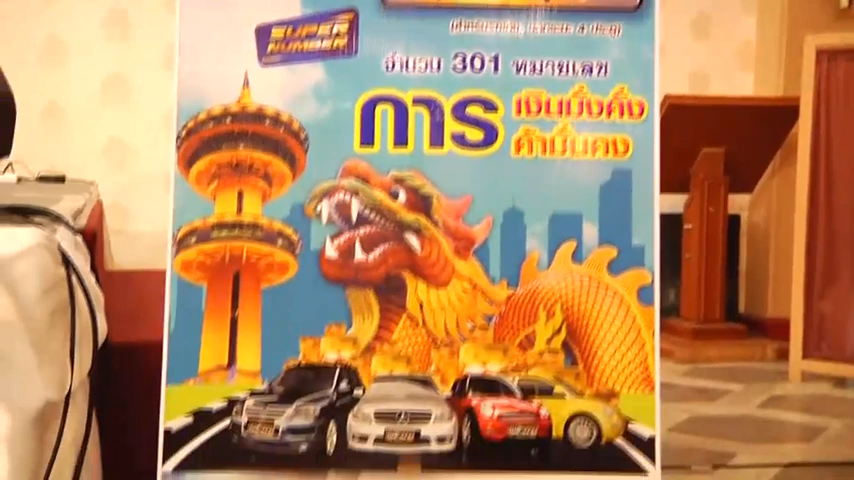 SUPER
NUMBER
จำนวน 301 หมายเลข
การ
เงินมั่งคั่ง
ค้ามั่นคง